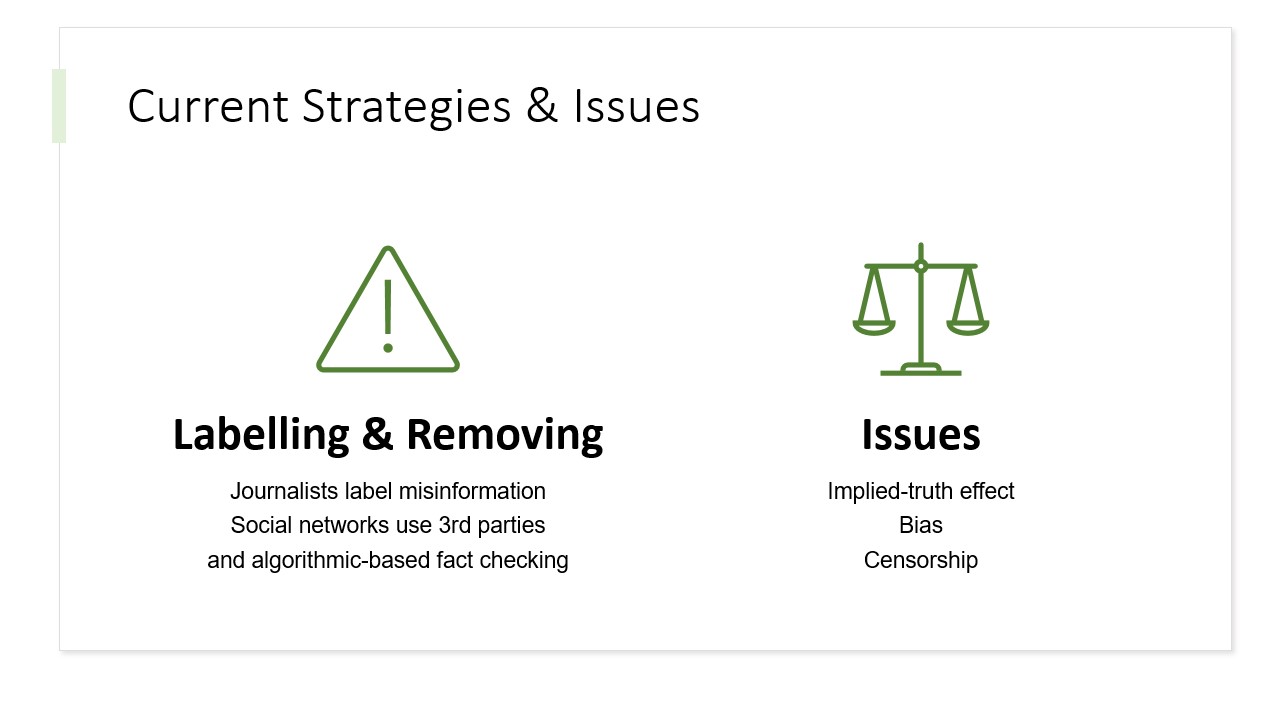 Current Strategies & Issues
Labelling & Removing
Journalists label misinformation
Social networks use 3rd parties
and algorithmic-based fact checking
Issues
Implied-truth effect
Bias
Censorship